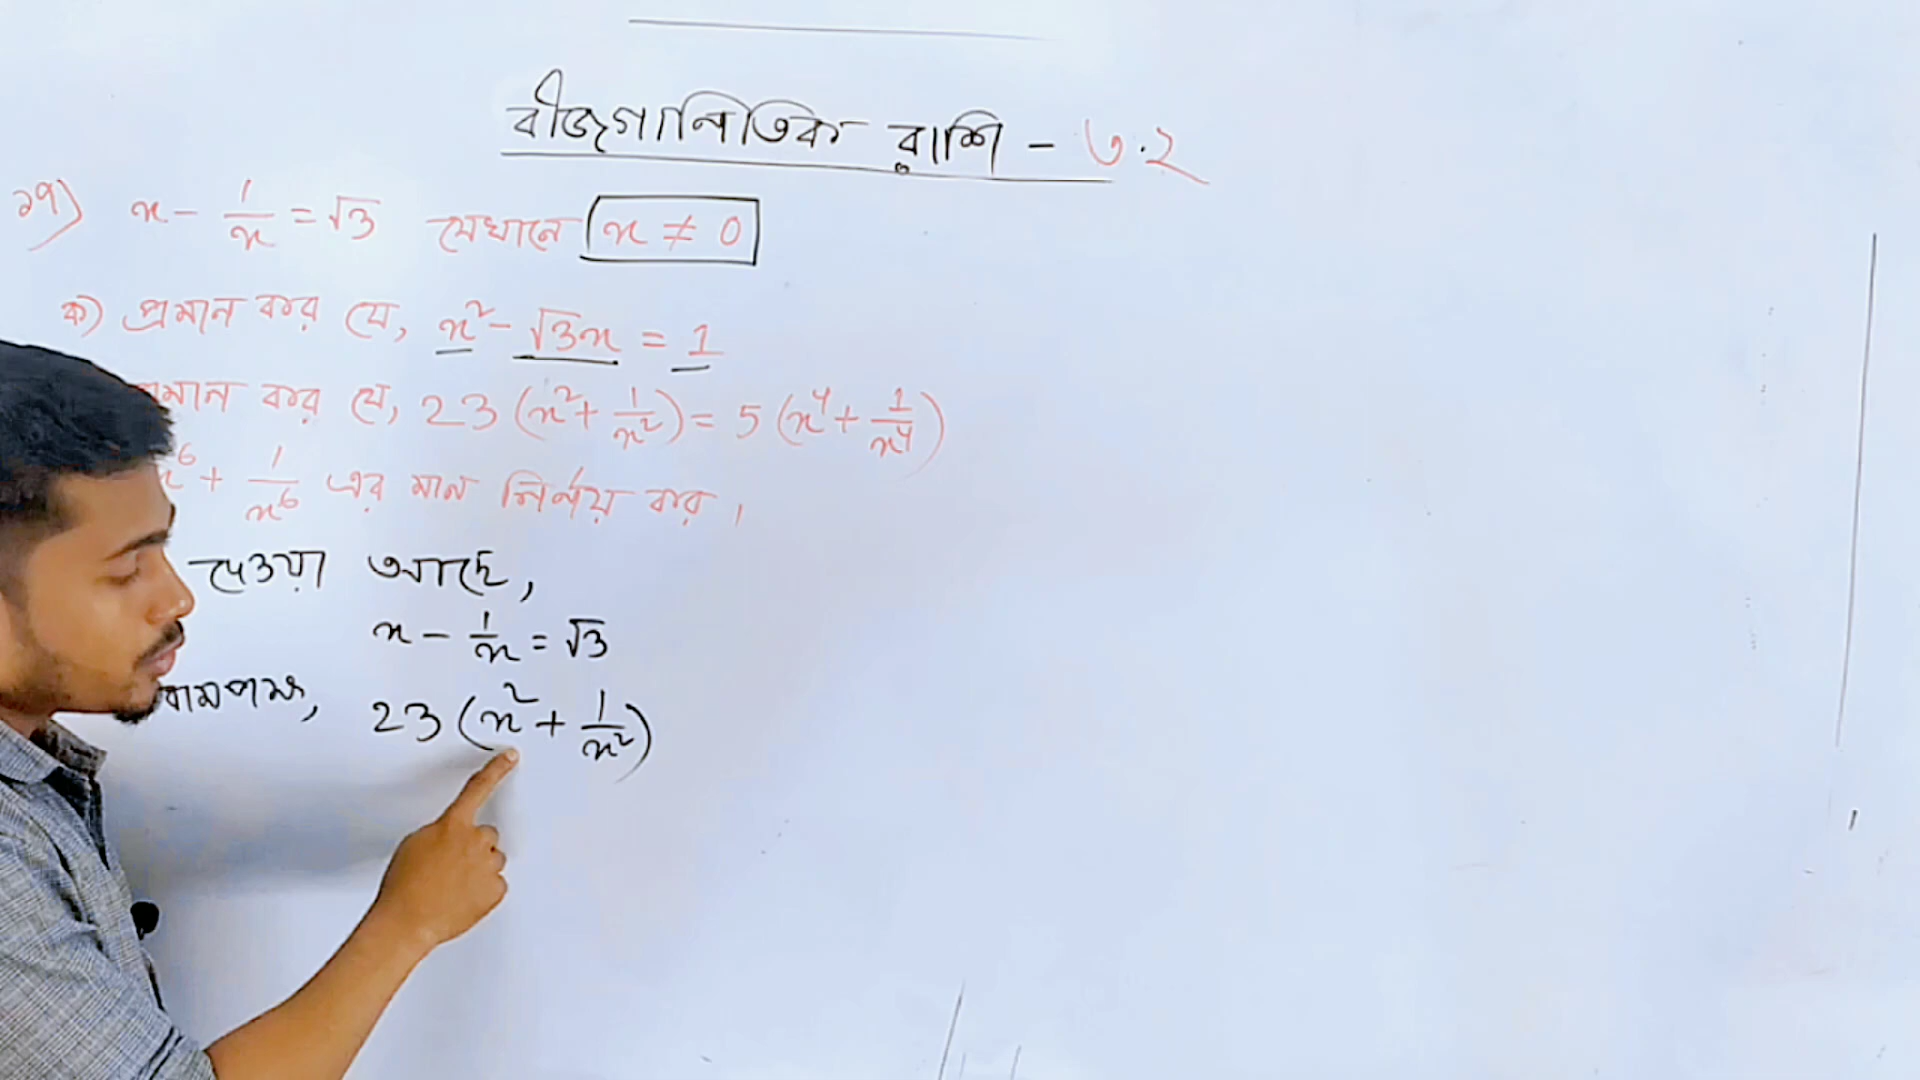 বীজগানিতিক রাশি - ৩.২
১৭) x - 1/x = √3 যেখানে x ≠ 0
ক) প্রমান কর যে, x² - √3x = 1
প্রমান কর যে, 23 (x² + 1/x²) = 5 (x⁴ + 1/x⁴)
x⁶ + 1/x⁶ এর মান নির্ণয় কর।
দেওয়া আছে,
x - 1/x = √3
বামপক্ষ, 23 (x² + 1/x²)